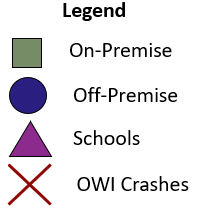 Legend
On-Premise
Off-Premise
Schools
OWI Crashes